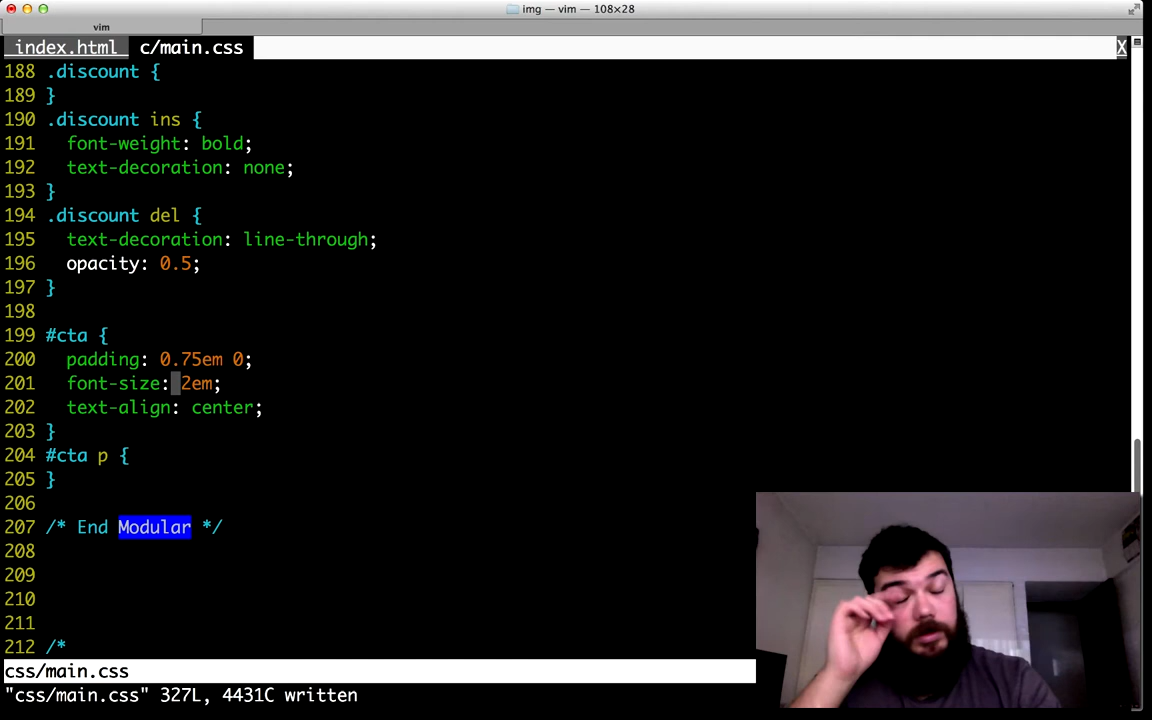 img — vim — 108×28
vim
index.html c/main.css X
188 .discount {
189 }
190 .discount ins {
191   font-weight: bold;
192   text-decoration: none;
193 }
194 .discount del {
195   text-decoration: line-through;
196   opacity: 0.5;
197 }
198
199 #cta {
200   padding: 0.75em 0;
201   font-size: 2em;
202   text-align: center;
203 }
204 #cta p {
205 }
206
207 /* End Modular */
208
209
210
211
212 /*
css/main.css
"css/main.css" 327L, 4431C written